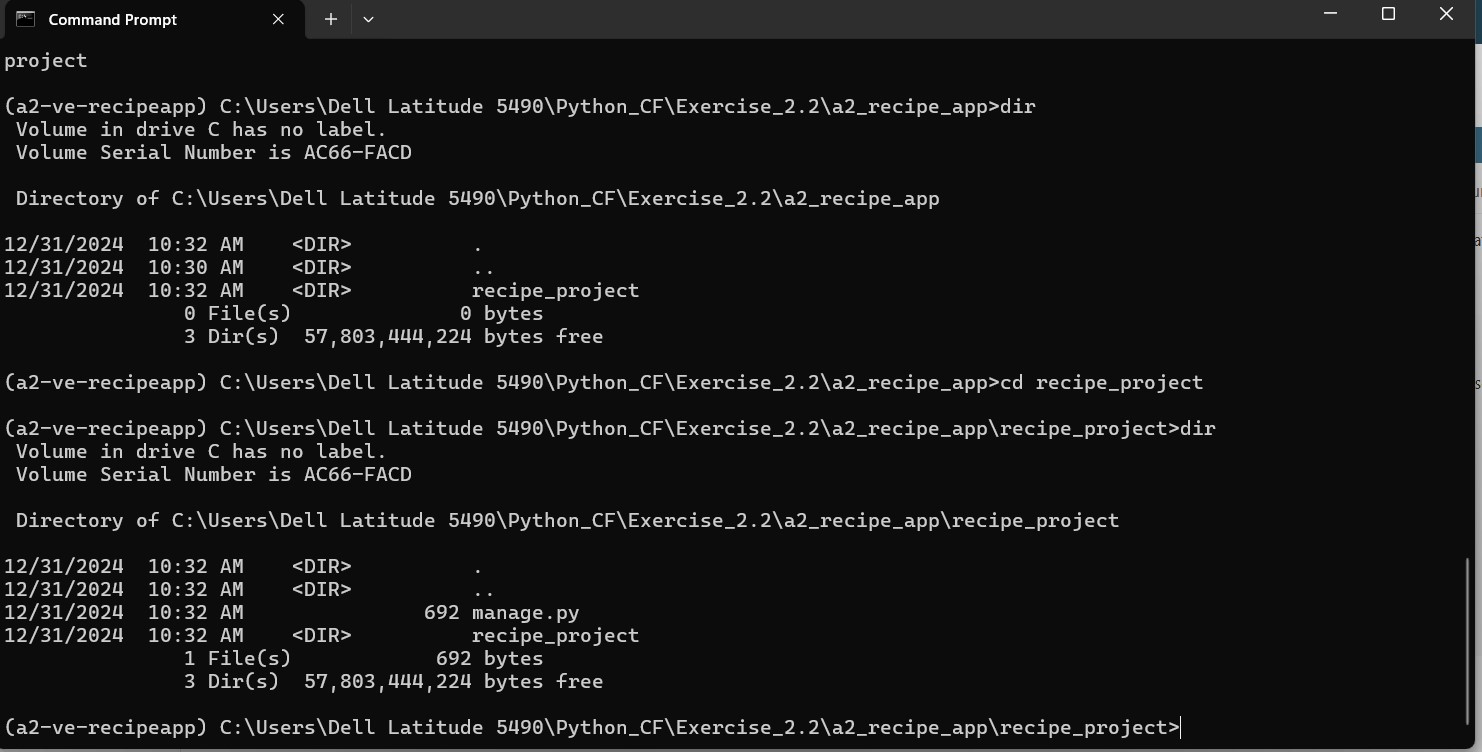 Command Prompt
project
(a2-ve-recipeapp) C:\Users\Dell Latitude 5490\Python_CF\Exercise_2.2\a2_recipe_app>dir
 Volume in drive C has no label.
 Volume Serial Number is AC66-FACD
 Directory of C:\Users\Dell Latitude 5490\Python_CF\Exercise_2.2\a2_recipe_app
12/31/2024  10:32 AM    <DIR>          .
12/31/2024  10:30 AM    <DIR>          ..
12/31/2024  10:32 AM    <DIR>          recipe_project
               0 File(s)              0 bytes
               3 Dir(s)  57,803,444,224 bytes free
(a2-ve-recipeapp) C:\Users\Dell Latitude 5490\Python_CF\Exercise_2.2\a2_recipe_app>cd recipe_project
(a2-ve-recipeapp) C:\Users\Dell Latitude 5490\Python_CF\Exercise_2.2\a2_recipe_app\recipe_project>dir
 Volume in drive C has no label.
 Volume Serial Number is AC66-FACD
 Directory of C:\Users\Dell Latitude 5490\Python_CF\Exercise_2.2\a2_recipe_app\recipe_project
12/31/2024  10:32 AM    <DIR>          .
12/31/2024  10:32 AM    <DIR>          ..
12/31/2024  10:32 AM               692 manage.py
12/31/2024  10:32 AM    <DIR>          recipe_project
               1 File(s)            692 bytes
               3 Dir(s)  57,803,444,224 bytes free
(a2-ve-recipeapp) C:\Users\Dell Latitude 5490\Python_CF\Exercise_2.2\a2_recipe_app\recipe_project>